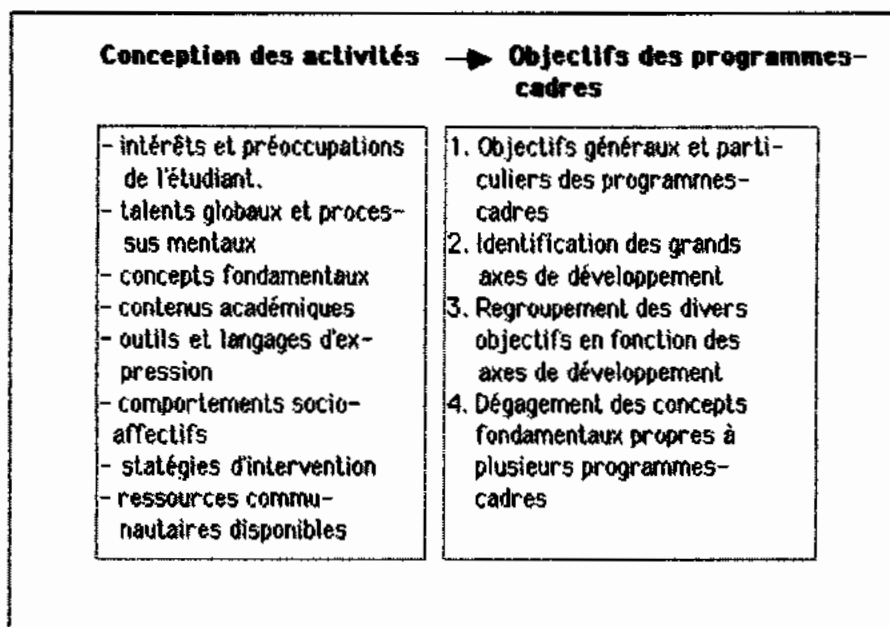 Conception des activités → Objectifs des programmes-
cadres
- intérêts et préoccupations
de l'étudiant.
- talents globaux et proces-
sus mentaux
- concepts fondamentaux
- contenus académiques
- outils et langages d'ex-
pression
- comportements socio-
affectifs
- statégies d'intervention
- ressources commu-
nautaires disponibles
1. Objectifs généraux et parti-
culiers des programmes-
cadres
2. Identification des grands
axes de développement
3. Regroupement des divers
objectifs en fonction des
axes de développement
4. Dégagement des concepts
fondamentaux propres à
plusieurs programmes-
cadres